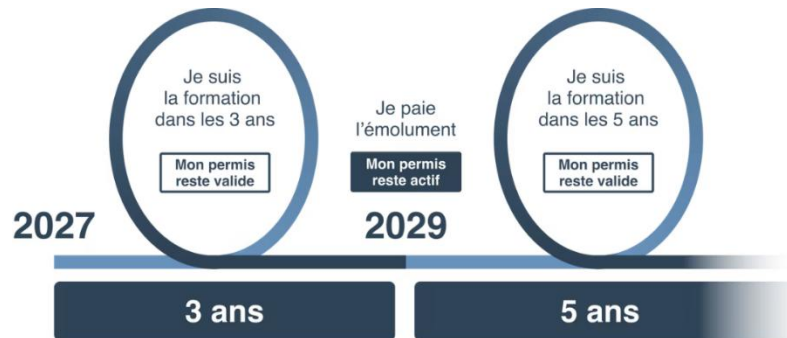 Je suis
la formation
dans les 3 ans
Mon permis
reste valide
Je paie
l'émolument
Mon permis
reste actif
Je suis
la formation
dans les 5 ans
Mon permis
reste valide
2027
2029
3 ans
5 ans